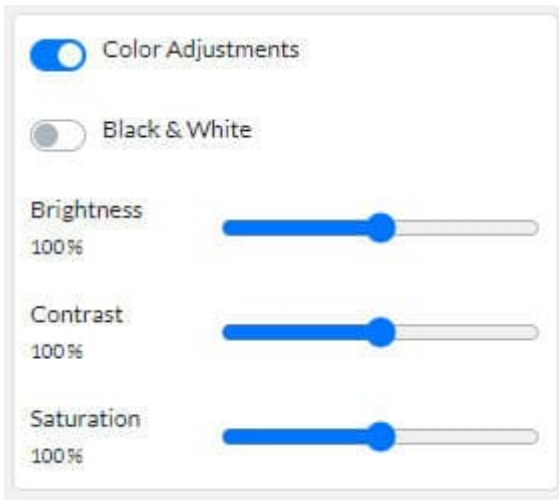 Color Adjustments
Black & White
Brightness
100%
Contrast
100%
Saturation
100%